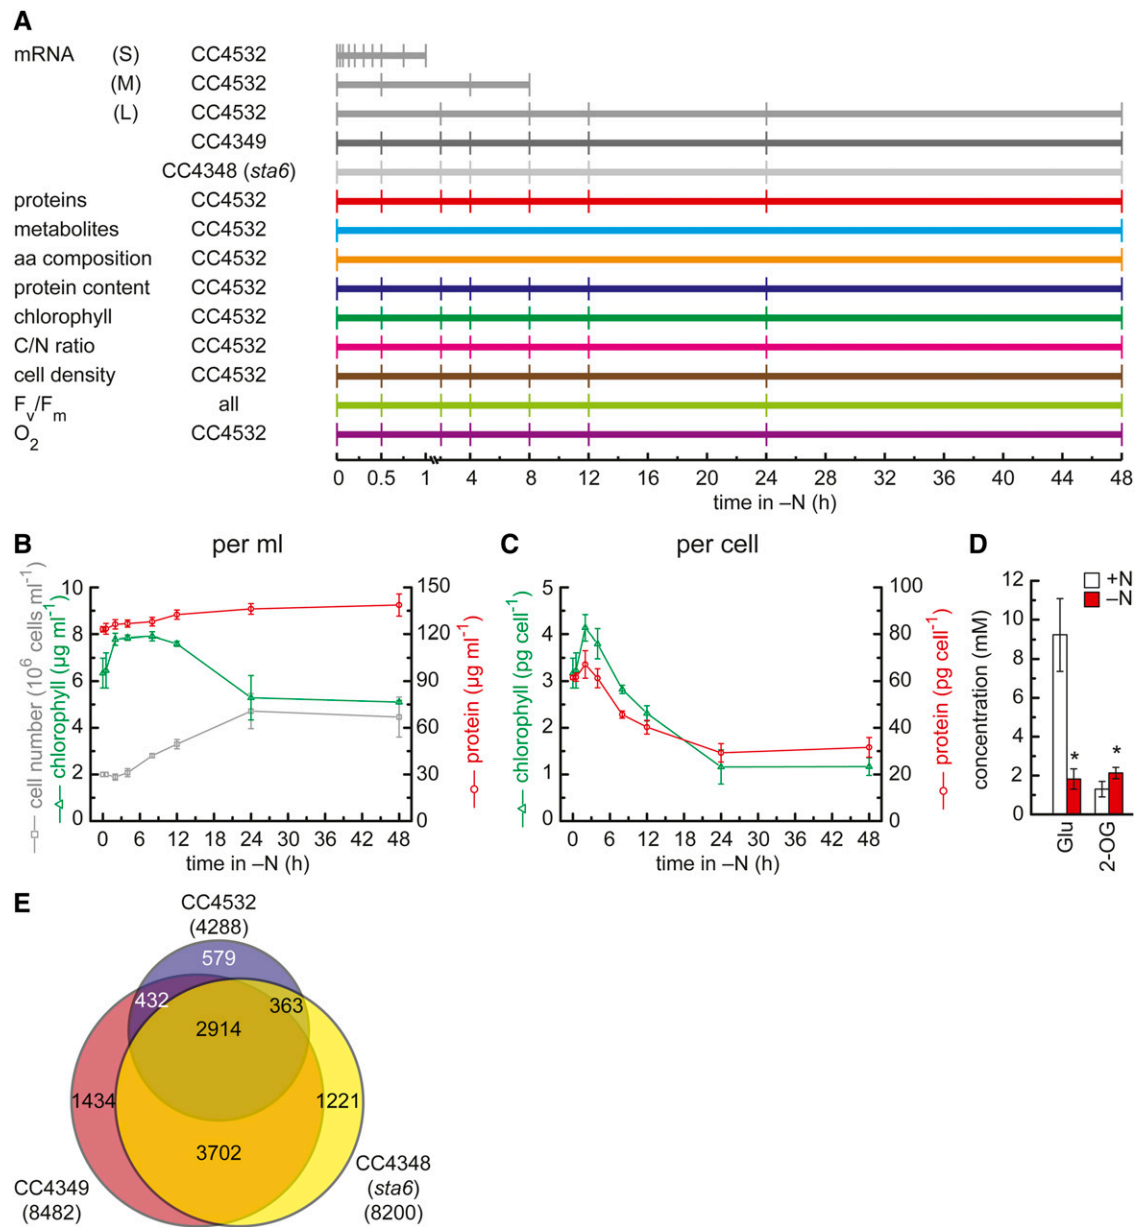 A
mRNA (S) CC4532
(M) CC4532
(L) CC4532
CC4349
CC4348 (sta6)
proteins CC4532
metabolites CC4532
aa composition CC4532
protein content CC4532
chlorophyll CC4532
C/N ratio CC4532
cell density CC4532
Fv/Fm all
O2 CC4532
0 0.5 1 4 8 12 16 20 24 28 32 36 40 44 48
time in –N (h)
B per ml
cell number (10^6 cells ml^-1)
chlorophyll (µg ml^-1)
10
8
6
4
2
0
150
120
90
60
30
0
protein (µg ml^-1)
0 6 12 18 24 30 36 42 48
time in –N (h)
C per cell
chlorophyll (pg cell^-1)
5
4
3
2
1
0
100
80
60
40
20
0
protein (pg cell^-1)
0 6 12 18 24 30 36 42 48
time in –N (h)
D
+N
–N
concentration (mM)
12
10
8
6
4
2
0
* *
Glu
2-OG
E
CC4532
(4288)
579
432 363
2914
1434 1221
3702
CC4349
(8482)
CC4348
(sta6)
(8200)